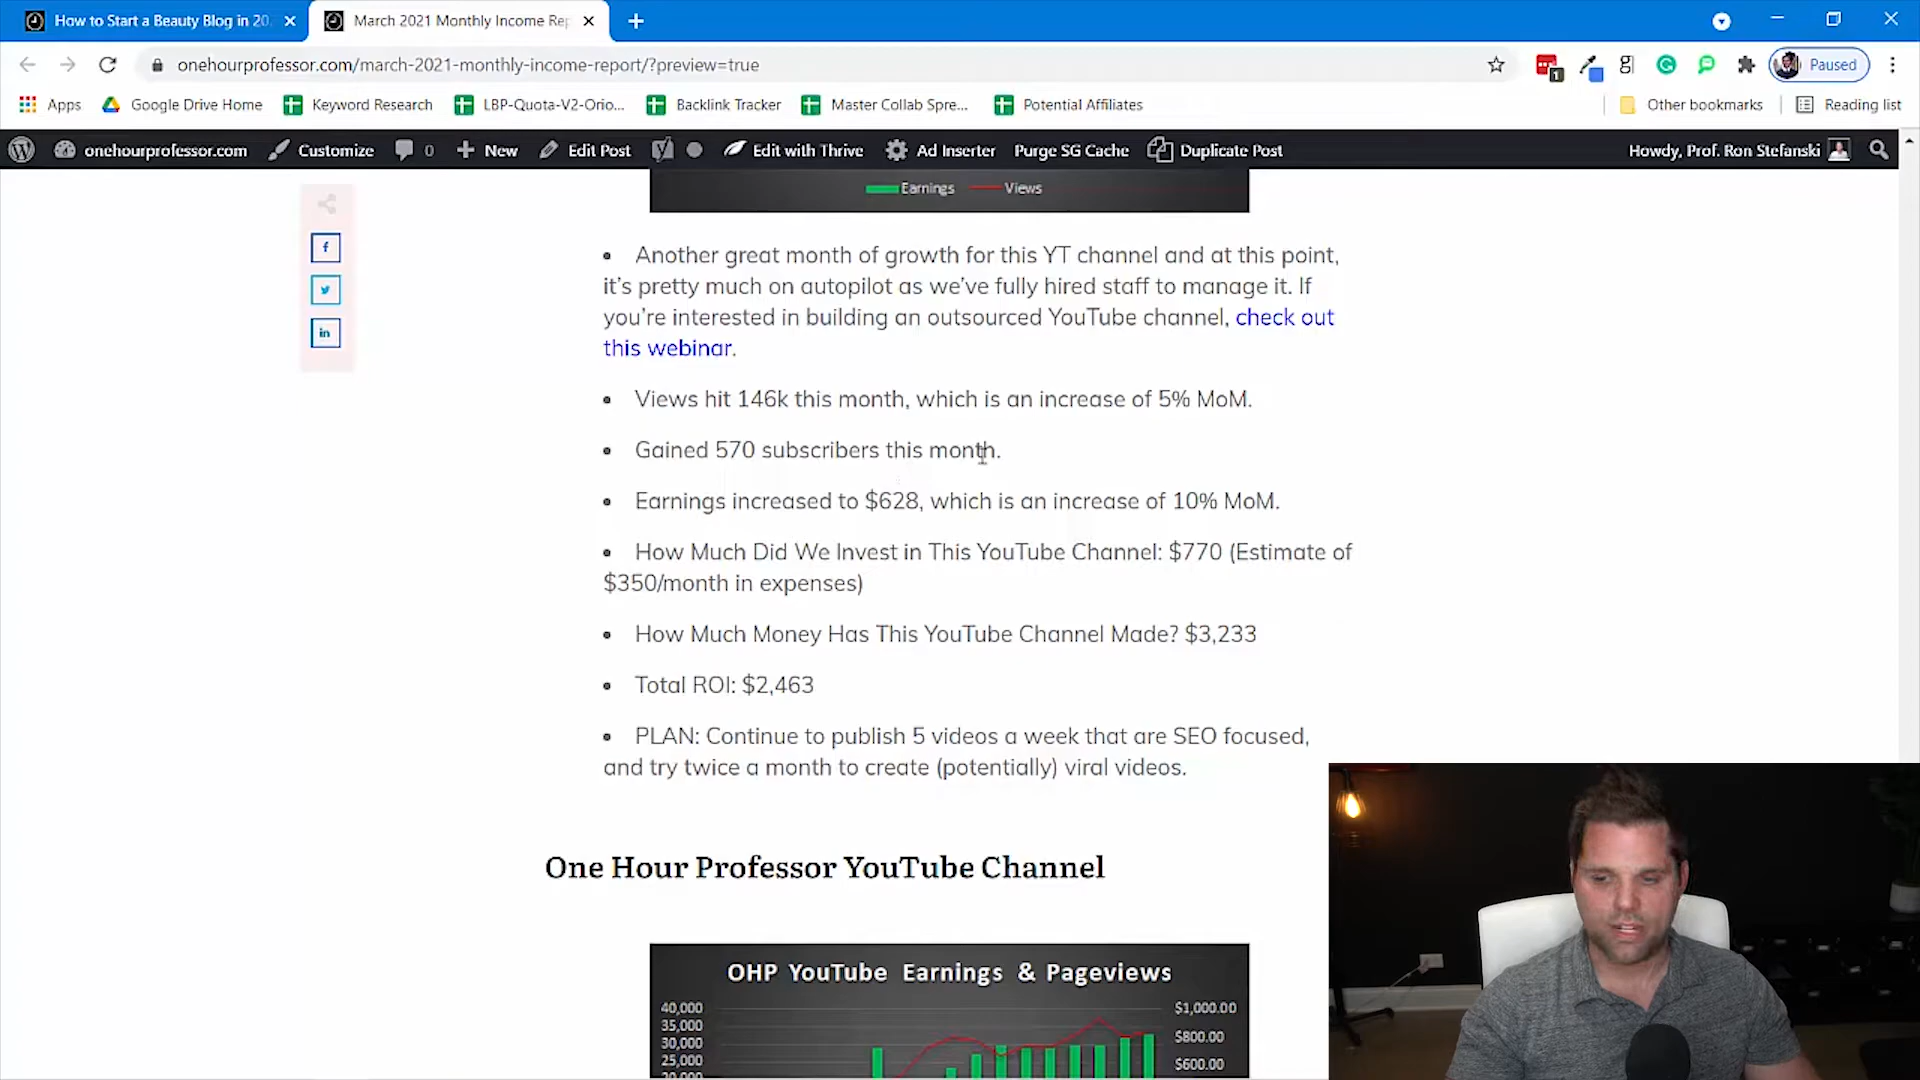 How to Start a Beauty Blog in 20
March 2021 Monthly Income Rep
onehourprofessor.com/march-2021-monthly-income-report/?preview=true
1
g
Paused
Apps
Google Drive Home
Keyword Research
LBP-Quota-V2-Orio...
Backlink Tracker
Master Collab Spre...
Potential Affiliates
Other bookmarks
Reading list
onehourprofessor.com
Customize
0
New
Edit Post
Edit with Thrive
Ad Inserter
Purge SG Cache
Duplicate Post
Howdy, Prof. Ron Stefanski
Earnings
Views
f
in
• Another great month of growth for this YT channel and at this point,
it's pretty much on autopilot as we've fully hired staff to manage it. If
you're interested in building an outsourced YouTube channel, check out
this webinar.
• Views hit 146k this month, which is an increase of 5% MoM.
• Gained 570 subscribers this month.
• Earnings increased to $628, which is an increase of 10% MoM.
• How Much Did We Invest in This YouTube Channel: $770 (Estimate of
$350/month in expenses)
• How Much Money Has This YouTube Channel Made? $3,233
• Total ROI: $2,463
• PLAN: Continue to publish 5 videos a week that are SEO focused,
and try twice a month to create (potentially) viral videos.
One Hour Professor YouTube Channel
OHP YouTube Earnings & Pageviews
40,000
35,000
30,000
25,000
$1,000.00
$800.00
$600.00